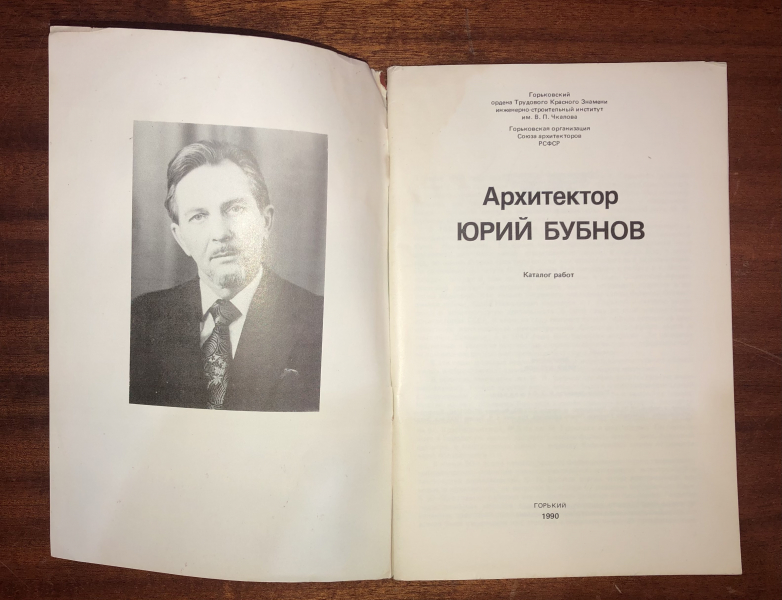 Горьковский
ордена Трудового Красного Знамени
инженерно-строительный институт
им. В. П. Чкалова
Горьковская организация
Союза архитекторов
РСФСР
Архитектор
ЮРИЙ БУБНОВ
Каталог работ
ГОРЬКИЙ
1990